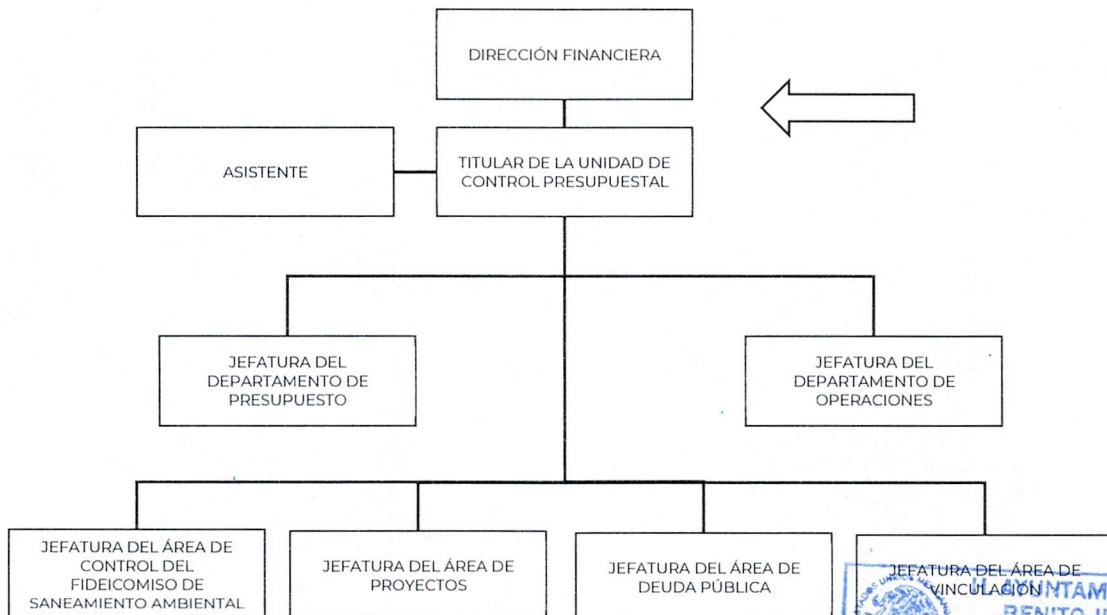 DIRECCIÓN FINANCIERA
ASISTENTE
TITULAR DE LA UNIDAD DE
CONTROL PRESUPUESTAL
JEFATURA DEL
DEPARTAMENTO DE
PRESUPUESTO
JEFATURA DEL
DEPARTAMENTO DE
OPERACIONES
JEFATURA DEL ÁREA DE
CONTROL DEL
FIDEICOMISO DE
SANEAMIENTO AMBIENTAL
JEFATURA DEL ÁREA DE
PROYECTOS
JEFATURA DEL ÁREA DE
DEUDA PÚBLICA
JEFATURA DEL ÁREA DE
VINCULACIÓN
BENITO